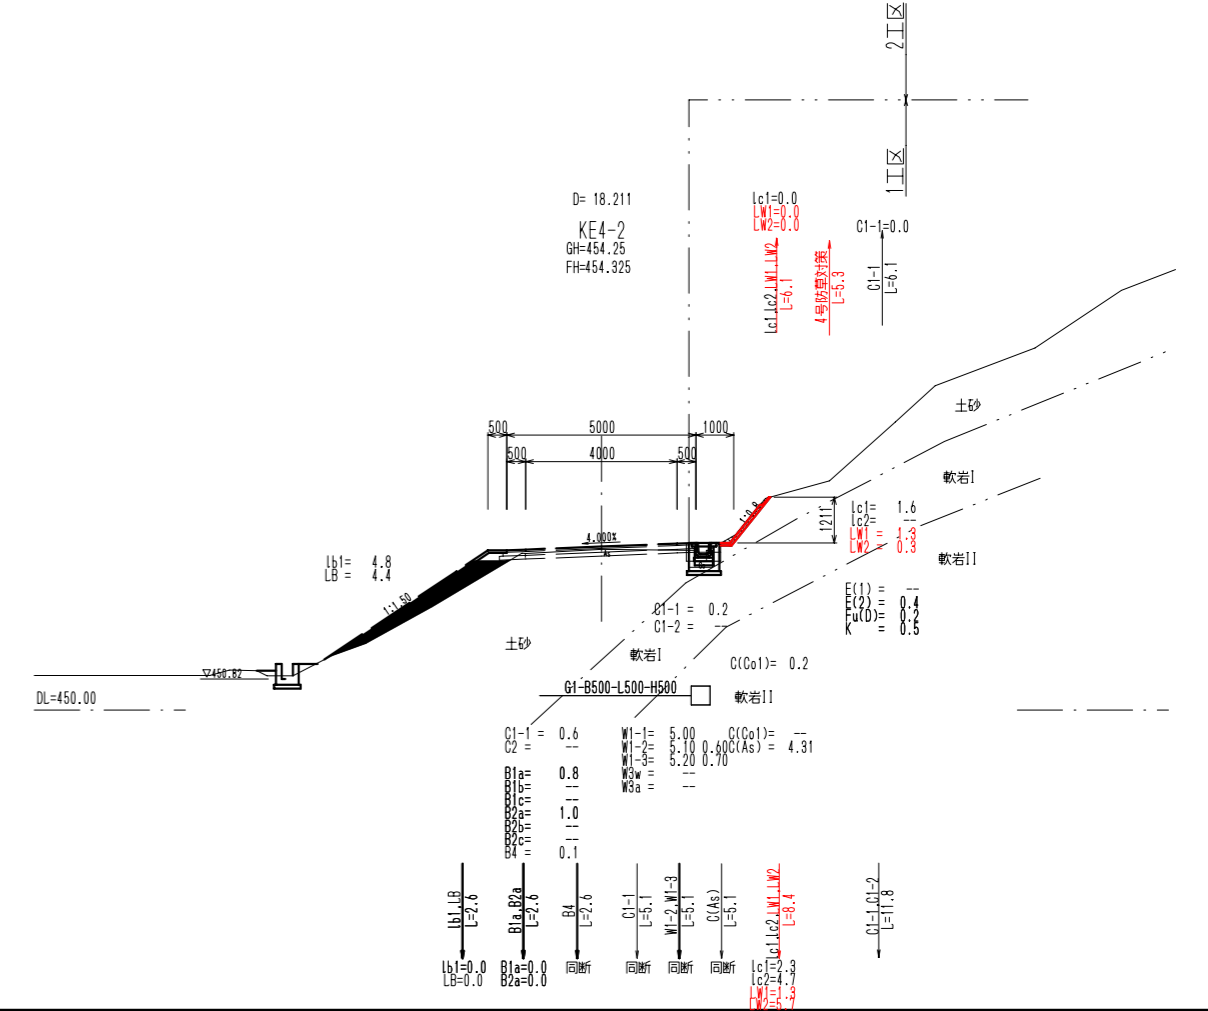 2工区
1工区
D= 18.211
KE4-2
GH=454.25
FH=454.325
lc1=0.0
LW1=0.0
LW2=0.0
lc1,lc2,LW1,LW2
L=6.1
4号防草対策
L=5.3
C1-1=0.0
C1-1
L=6.1
土砂
軟岩I
軟岩II
500
5000
1000
500
4000
500
4.000%
As
1:0.8
1211
lc1= 1.6
lc2= --
LW1 = 1.3
LW2 = 0.3
E(1) = --
E(2) = 0.4
Fu(D)= 0.2
K = 0.5
lb1= 4.8
LB = 4.4
1:1.50
C1-1 = 0.2
C1-2 = --
土砂
軟岩I
C(Co1) = 0.2
軟岩II
G1-B500-L500-H500
▽450.82
DL=450.00
C1-1 = 0.6
C2 = --
B1a= 0.8
B1b= --
B1c= --
B2a= 1.0
B2b= --
B2c= --
B4 = 0.1
W1-1= 5.00
W1-2= 5.10 0.60
W1-3= 5.20 0.70
W3w = --
W3a = --
C(Co1)= --
C(As) = 4.31
lb1,LB
L=2.6
lb1=0.0
LB=0.0
B1a,B2a
L=2.6
B1a=0.0
B2a=0.0
B4
L=2.6
同断
C1-1
L=5.1
同断
W1-2,W1-3
L=5.1
同断
C(As)
L=5.1
同断
lc1,lc2,LW1,LW2
L=8.4
lc1=2.3
lc2=4.7
LW1=1.3
LW2=5.7
C1-1,C1-2
L=11.8